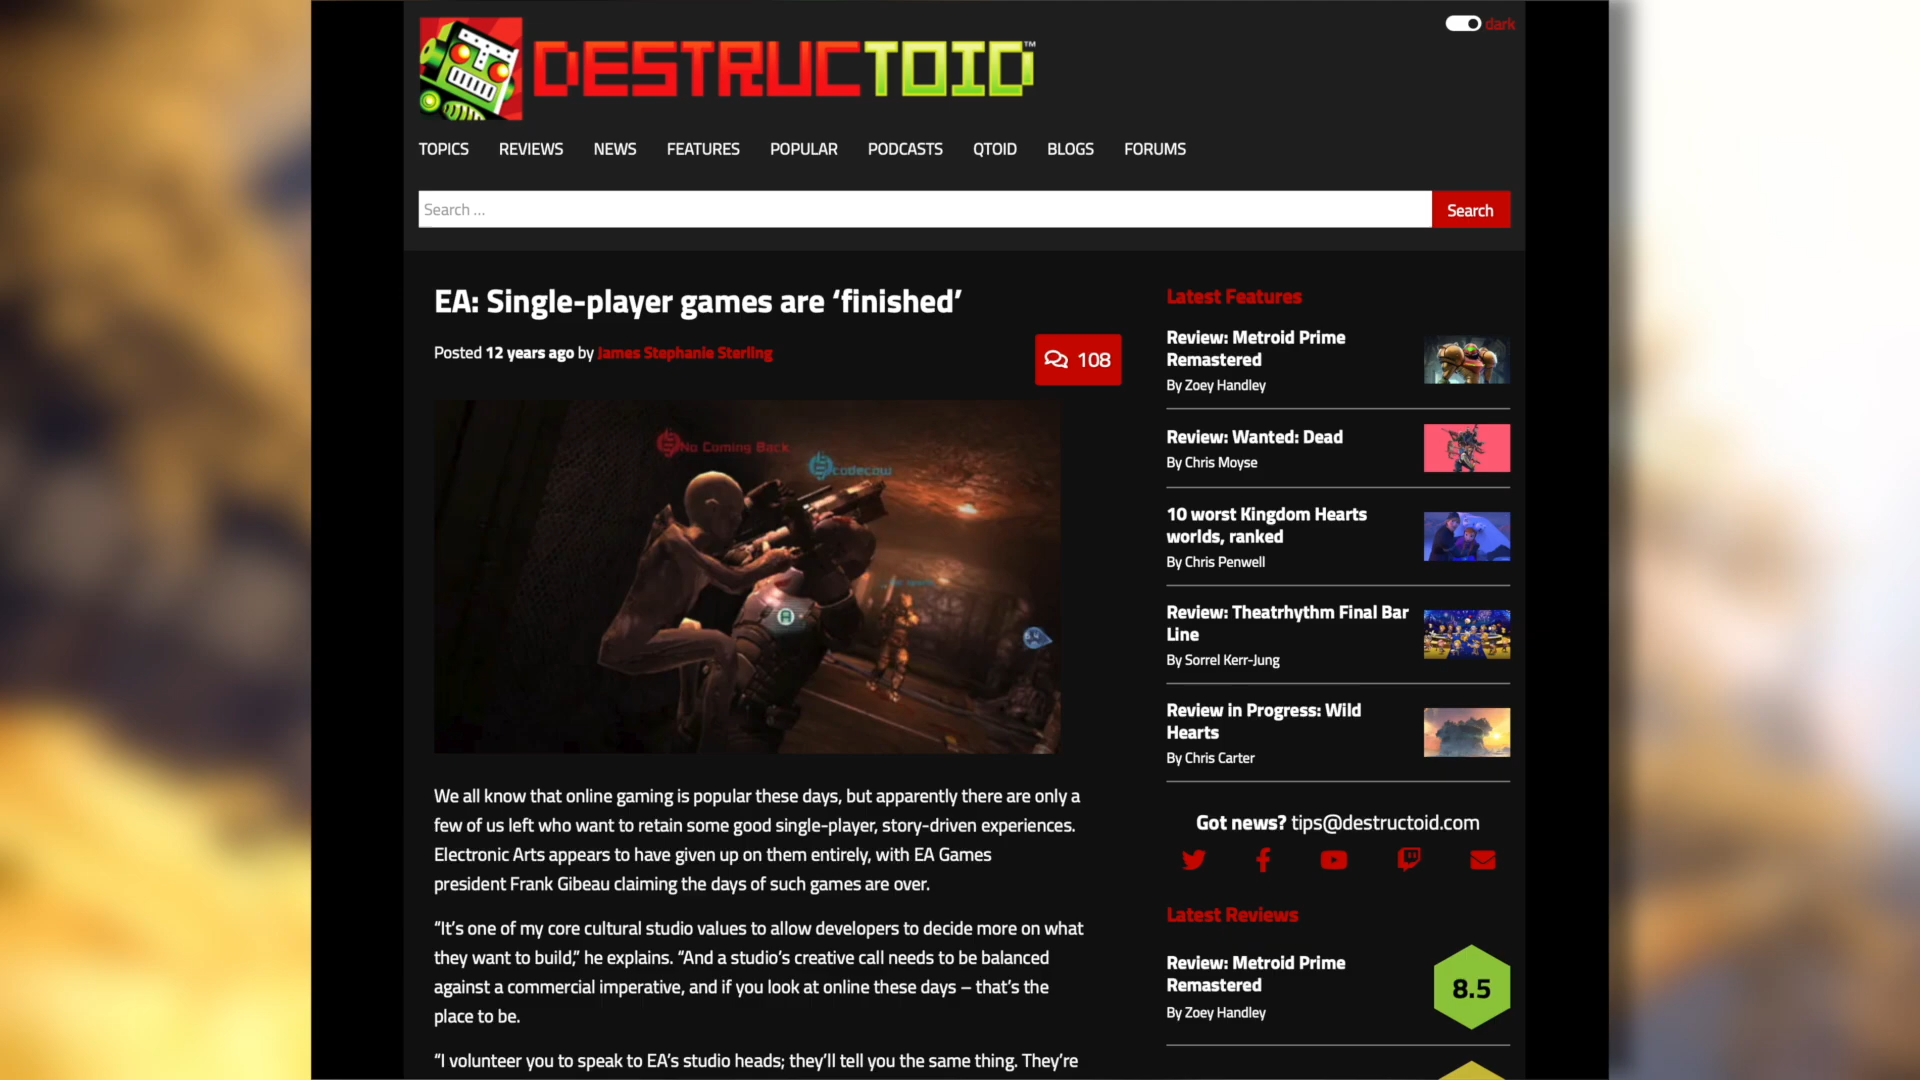 DESTRUCTOID™
dark
TOPICS REVIEWS NEWS FEATURES POPULAR PODCASTS QTOID BLOGS FORUMS
Search ...
Search
EA: Single-player games are ‘finished’
Posted 12 years ago by James Stephanie Sterling
108
No Coming Back
codecow
We all know that online gaming is popular these days, but apparently there are only a
few of us left who want to retain some good single-player, story-driven experiences.
Electronic Arts appears to have given up on them entirely, with EA Games
president Frank Gibeau claiming the days of such games are over.
“It’s one of my core cultural studio values to allow developers to decide more on what
they want to build,” he explains. “And a studio’s creative call needs to be balanced
against a commercial imperative, and if you look at online these days – that’s the
place to be.
“I volunteer you to speak to EA’s studio heads; they’ll tell you the same thing. They’re
Latest Features
Review: Metroid Prime
Remastered
By Zoey Handley
Review: Wanted: Dead
By Chris Moyse
10 worst Kingdom Hearts
worlds, ranked
By Chris Penwell
Review: Theatrhythm Final Bar
Line
By Sorrel Kerr-Jung
Review in Progress: Wild
Hearts
By Chris Carter
Got news? tips@destructoid.com
Latest Reviews
Review: Metroid Prime
Remastered
By Zoey Handley
8.5